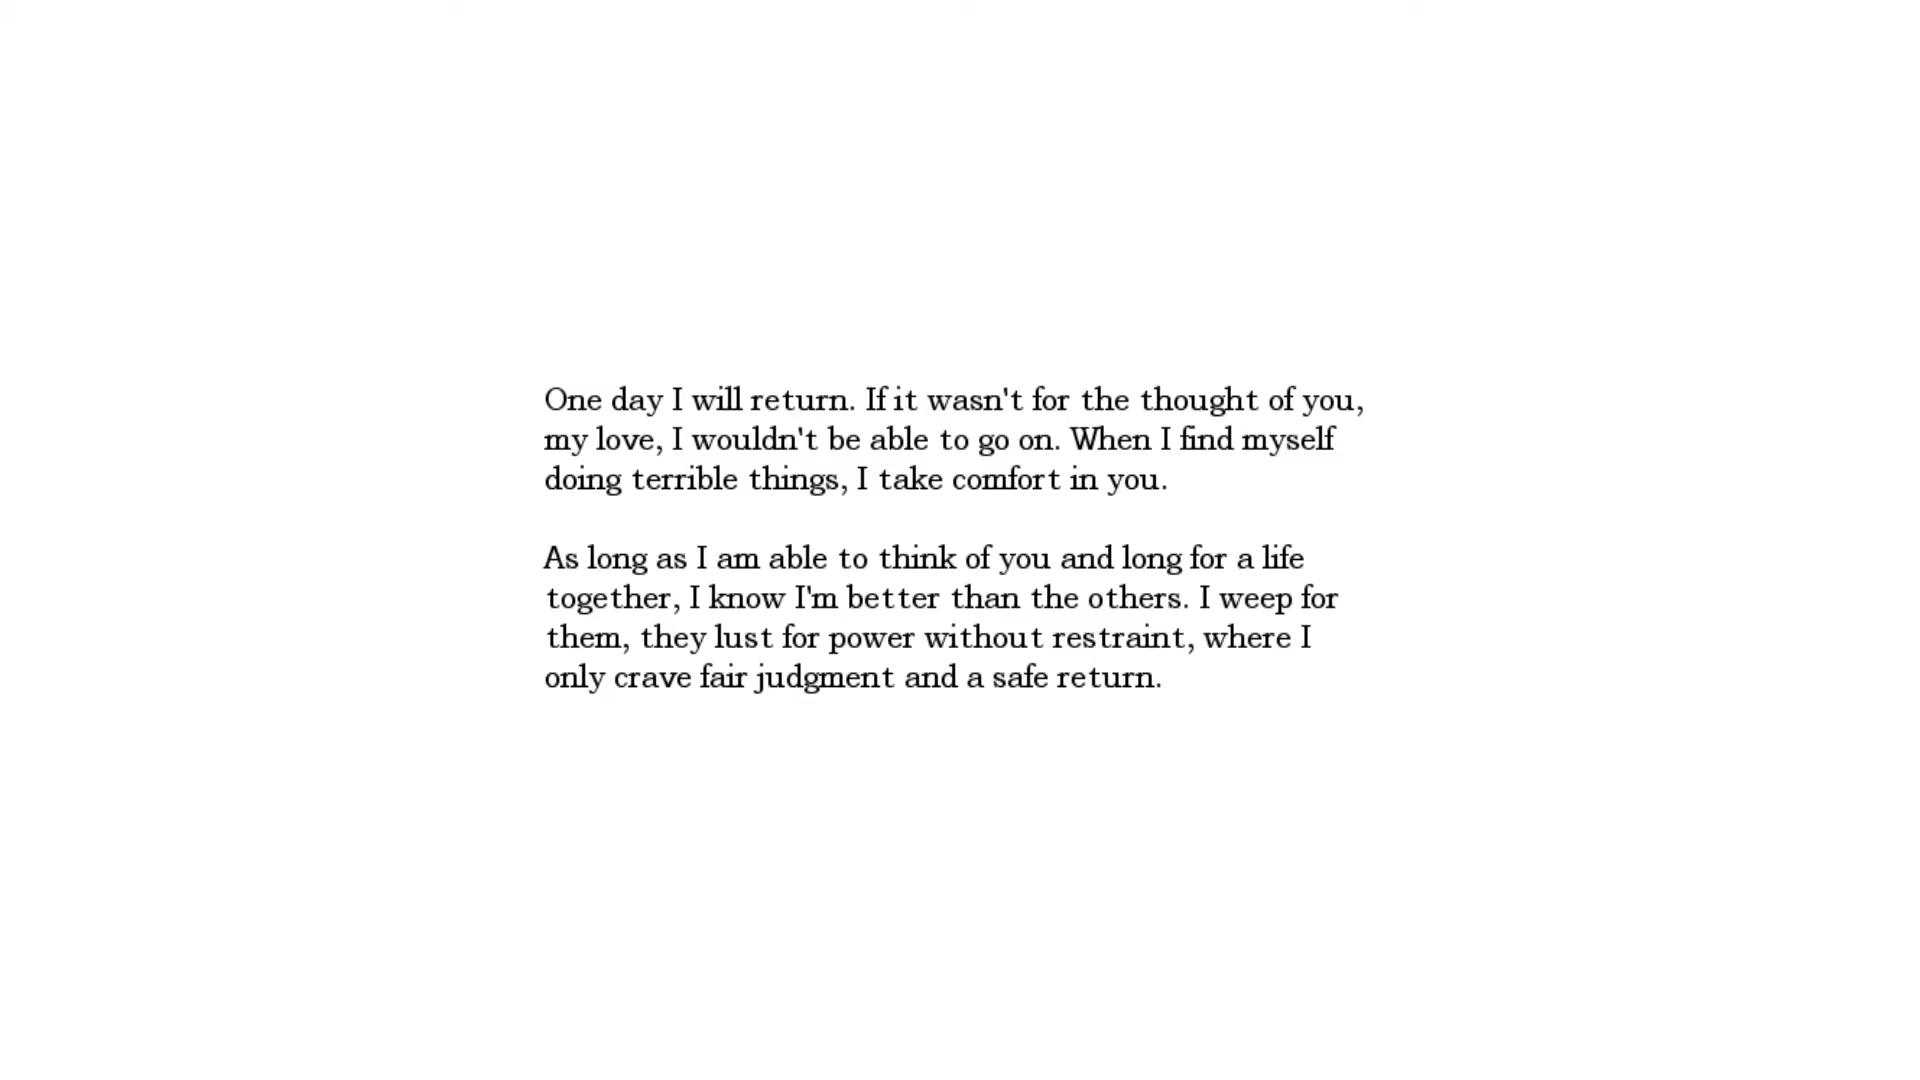 One day I will return. If it wasn't for the thought of you,
my love, I wouldn't be able to go on. When I find myself
doing terrible things, I take comfort in you.
As long as I am able to think of you and long for a life
together, I know I'm better than the others. I weep for
them, they lust for power without restraint, where I
only crave fair judgment and a safe return.